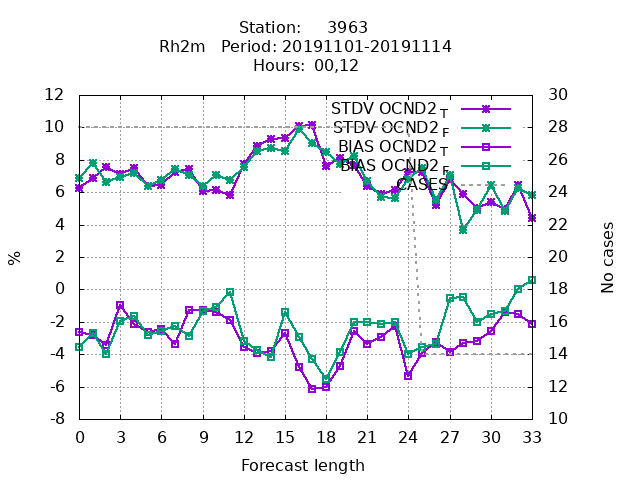 Station: 3963
Rh2m Period: 20191101-20191114
Hours: 00,12
STDV OCND2 T
STDV OCND2 F
BIAS OCND2 T
BIAS OCND2 F
CASES
12 10 8 6 4 2 0 -2 -4 -6 -8
%
30 28 26 24 22 20 18 16 14 12 10
No cases
0 3 6 9 12 15 18 21 24 27 30 33
Forecast length